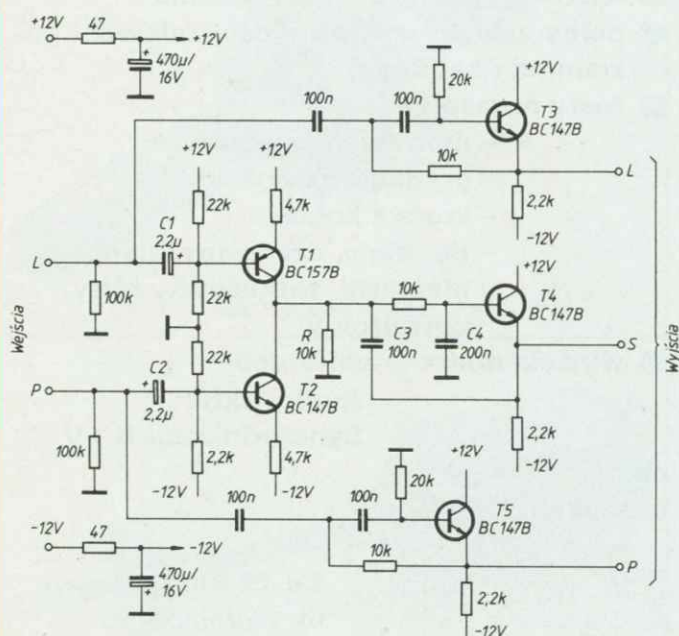 +12V
47
+12V
470µ/
16V
20k
+12V
100n
100n
T3
BC147B
10k
L
2,2k
-12V
+12V
+12V
22k
4,7k
C1
2,2µ
L
T1
BC157B
100k
22k
Wejścia
22k
R
10k
10k
C3
100n
C4
200n
+12V
T4
BC147B
S
Wyjścia
P
C2
2,2µ
T2
BC147B
100k
2,2k
4,7k
2,2k
-12V
-12V
-12V
100n
100n
20k
+12V
T5
BC147B
10k
P
2,2k
-12V
-12V
47
-12V
470µ/
16V